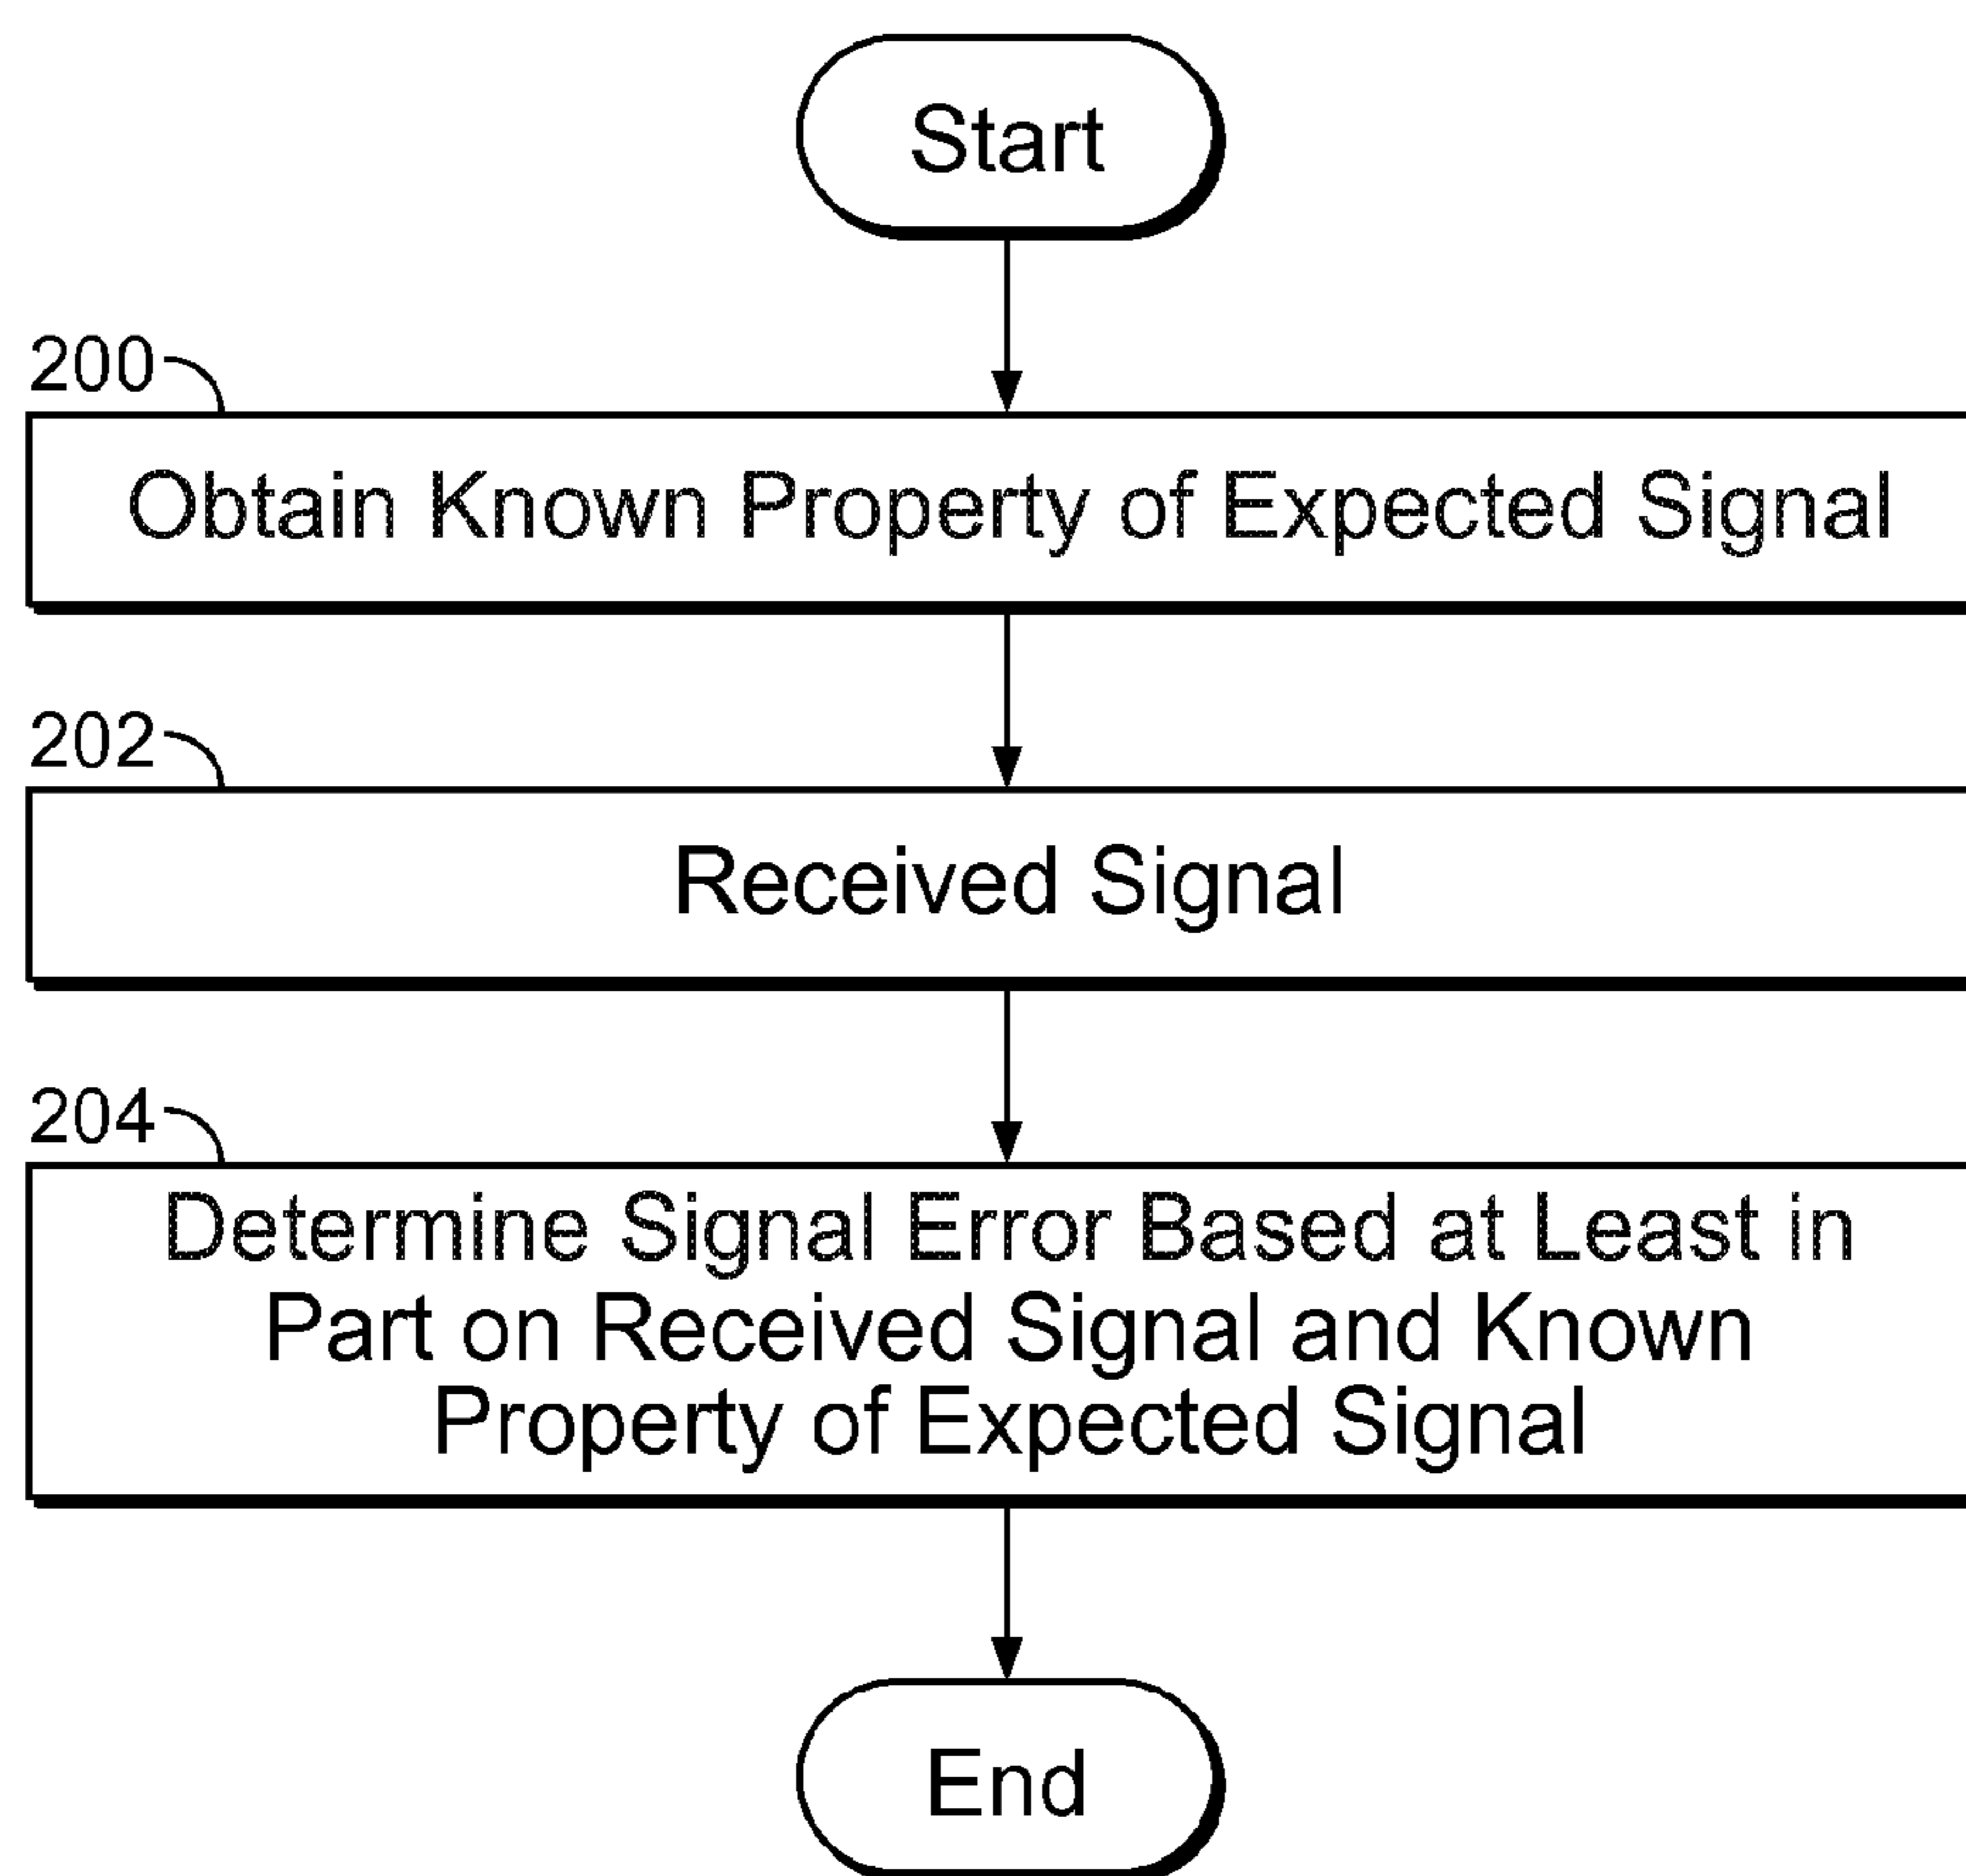 Start
200
Obtain Known Property of Expected Signal
202
Received Signal
204
Determine Signal Error Based at Least in
Part on Received Signal and Known
Property of Expected Signal
End